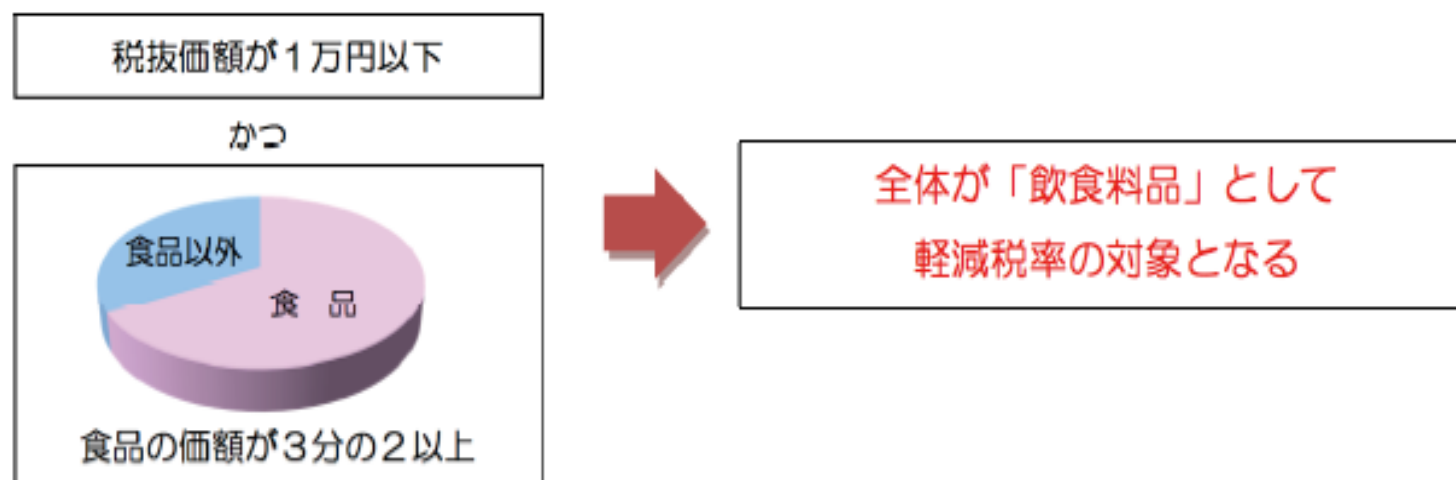 税抜価額が１万円以下
かつ
食品以外
食　品
食品の価額が３分の２以上
全体が「飲食料品」として
軽減税率の対象となる